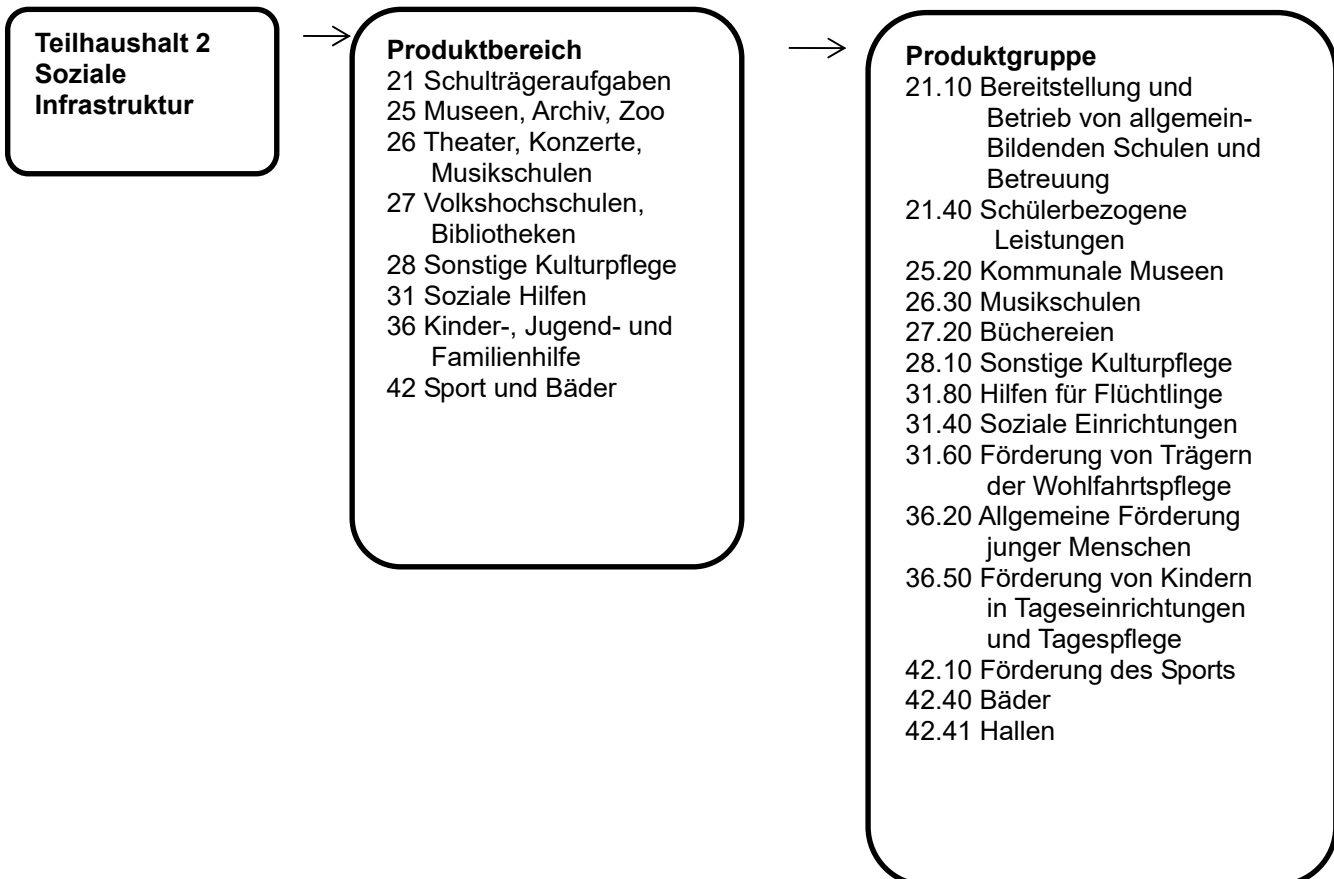 Teilhaushalt 2
Soziale
Infrastruktur
Produktbereich
21 Schulträgeraufgaben
25 Museen, Archiv, Zoo
26 Theater, Konzerte,
Musikschulen
27 Volkshochschulen,
Bibliotheken
28 Sonstige Kulturpflege
31 Soziale Hilfen
36 Kinder-, Jugend- und
Familienhilfe
42 Sport und Bäder
Produktgruppe
21.10 Bereitstellung und
Betrieb von allgemein-
Bildenden Schulen und
Betreuung
21.40 Schülerbezogene
Leistungen
25.20 Kommunale Museen
26.30 Musikschulen
27.20 Büchereien
28.10 Sonstige Kulturpflege
31.80 Hilfen für Flüchtlinge
31.40 Soziale Einrichtungen
31.60 Förderung von Trägern
der Wohlfahrtspflege
36.20 Allgemeine Förderung
junger Menschen
36.50 Förderung von Kindern
in Tageseinrichtungen
und Tagespflege
42.10 Förderung des Sports
42.40 Bäder
42.41 Hallen